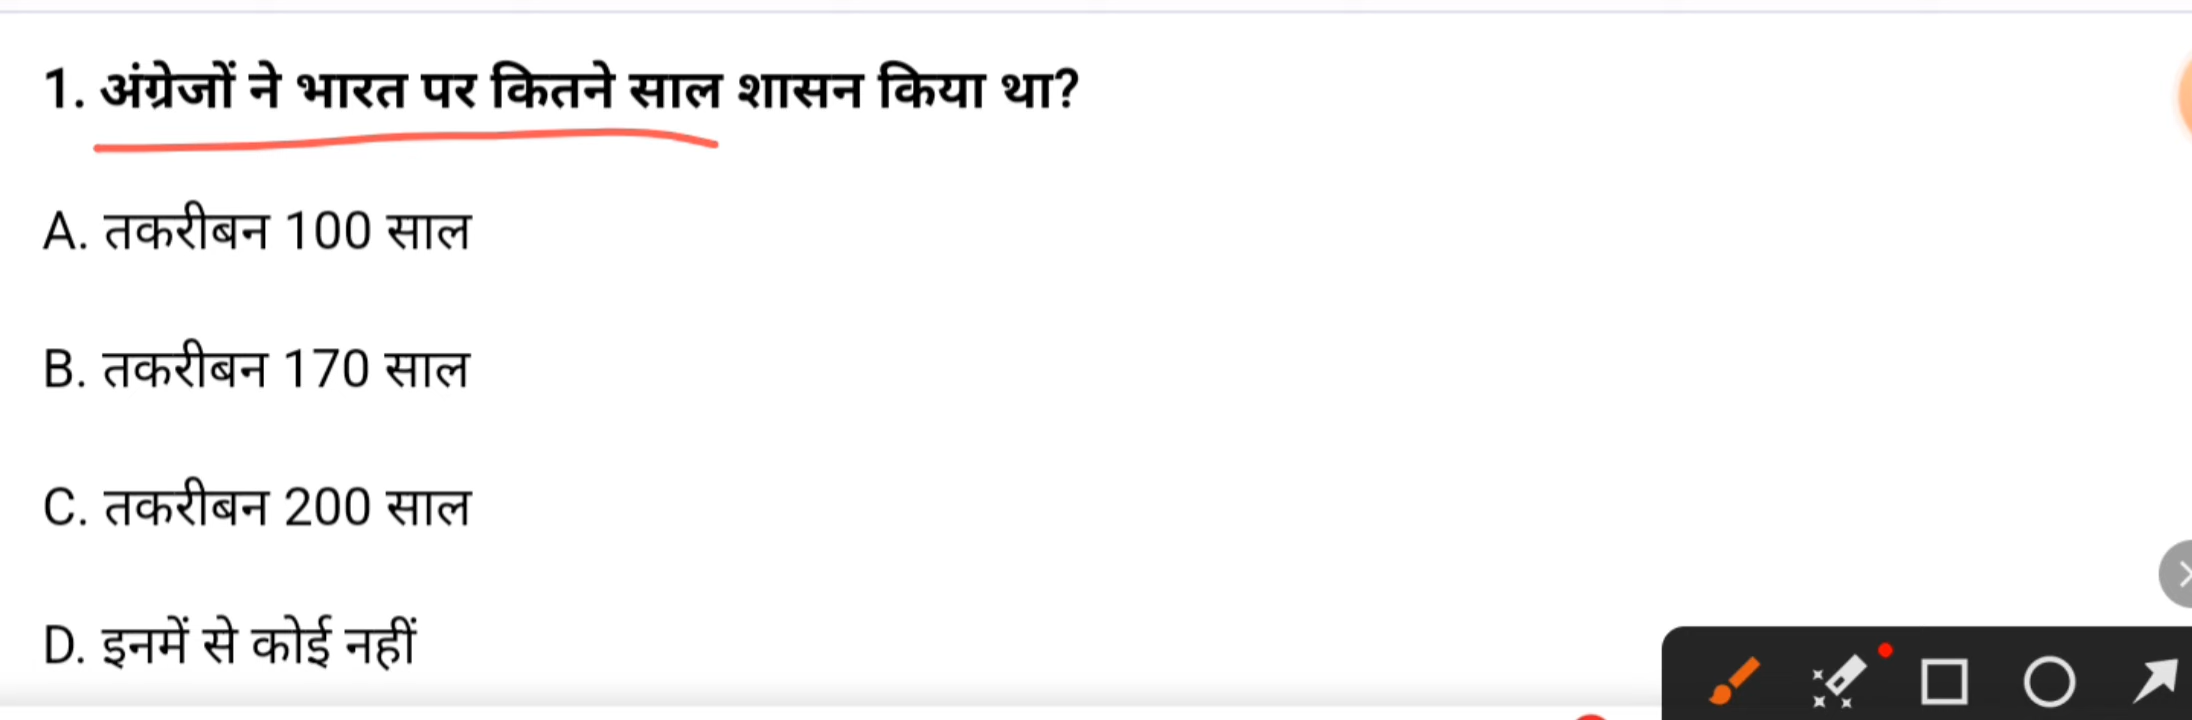 1. अंग्रेजों ने भारत पर कितने साल शासन किया था?
A. तकरीबन 100 साल
B. तकरीबन 170 साल
C. तकरीबन 200 साल
D. इनमें से कोई नहीं